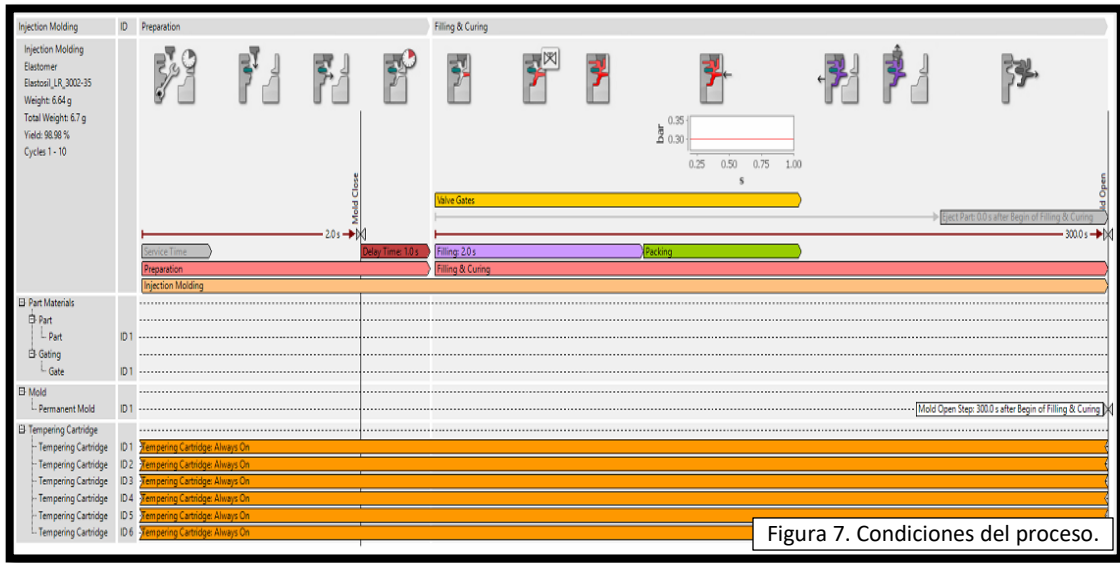 Injection Molding ID Preparation Filling & Curing
Injection Molding
Elastomer
Elastosil_LR_3002-35
Weight: 6.64 g
Total Weight: 6.7 g
Yield: 98.98 %
Cycles 1 - 10
bar
0.35
0.30
0.25 0.50 0.75 1.00
s
Mold Close
ld Open
Valve Gates
Eject Part: 0.0 s after Begin of Filling & Curing
2.0 s
300.0 s
Service Time Delay Time: 1.0 s Filling: 2.0 s Packing
Preparation Filling & Curing
Injection Molding
Part Materials
Part
Part ID 1
Gating
Gate ID 1
Mold
Permanent Mold ID 1 Mold Open Step: 300.0 s after Begin of Filling & Curing
Tempering Cartridge
Tempering Cartridge ID 1 Tempering Cartridge: Always On
Tempering Cartridge ID 2 Tempering Cartridge: Always On
Tempering Cartridge ID 3 Tempering Cartridge: Always On
Tempering Cartridge ID 4 Tempering Cartridge: Always On
Tempering Cartridge ID 5 Tempering Cartridge: Always On
Tempering Cartridge ID 6 Tempering Cartridge: Always On
Figura 7. Condiciones del proceso.